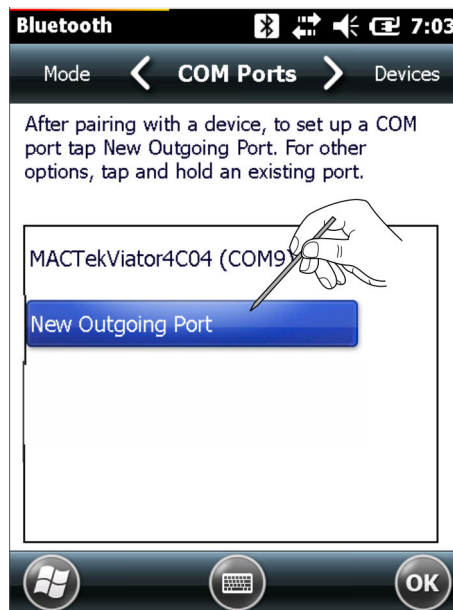 Bluetooth 7:03
Mode COM Ports Devices
After pairing with a device, to set up a COM
port tap New Outgoing Port. For other
options, tap and hold an existing port.
MACTekViator4C04 (COM9)
New Outgoing Port
OK